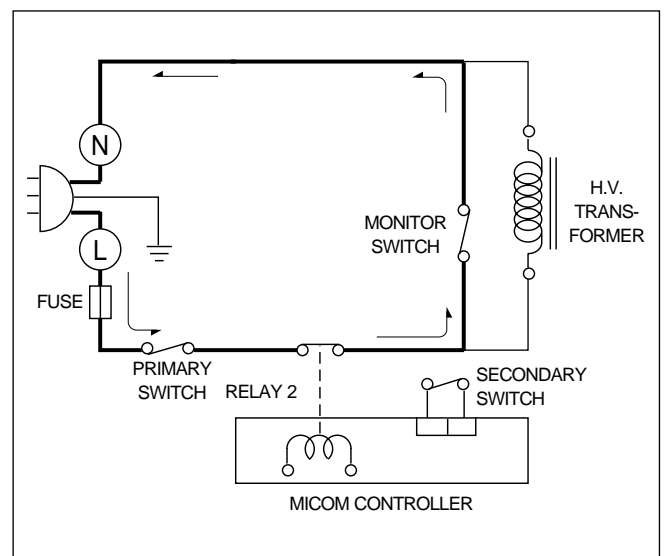 N
H.V.
TRANS-
FORMER
MONITOR
SWITCH
L
FUSE
PRIMARY
SWITCH
RELAY 2
SECONDARY
SWITCH
MICOM CONTROLLER